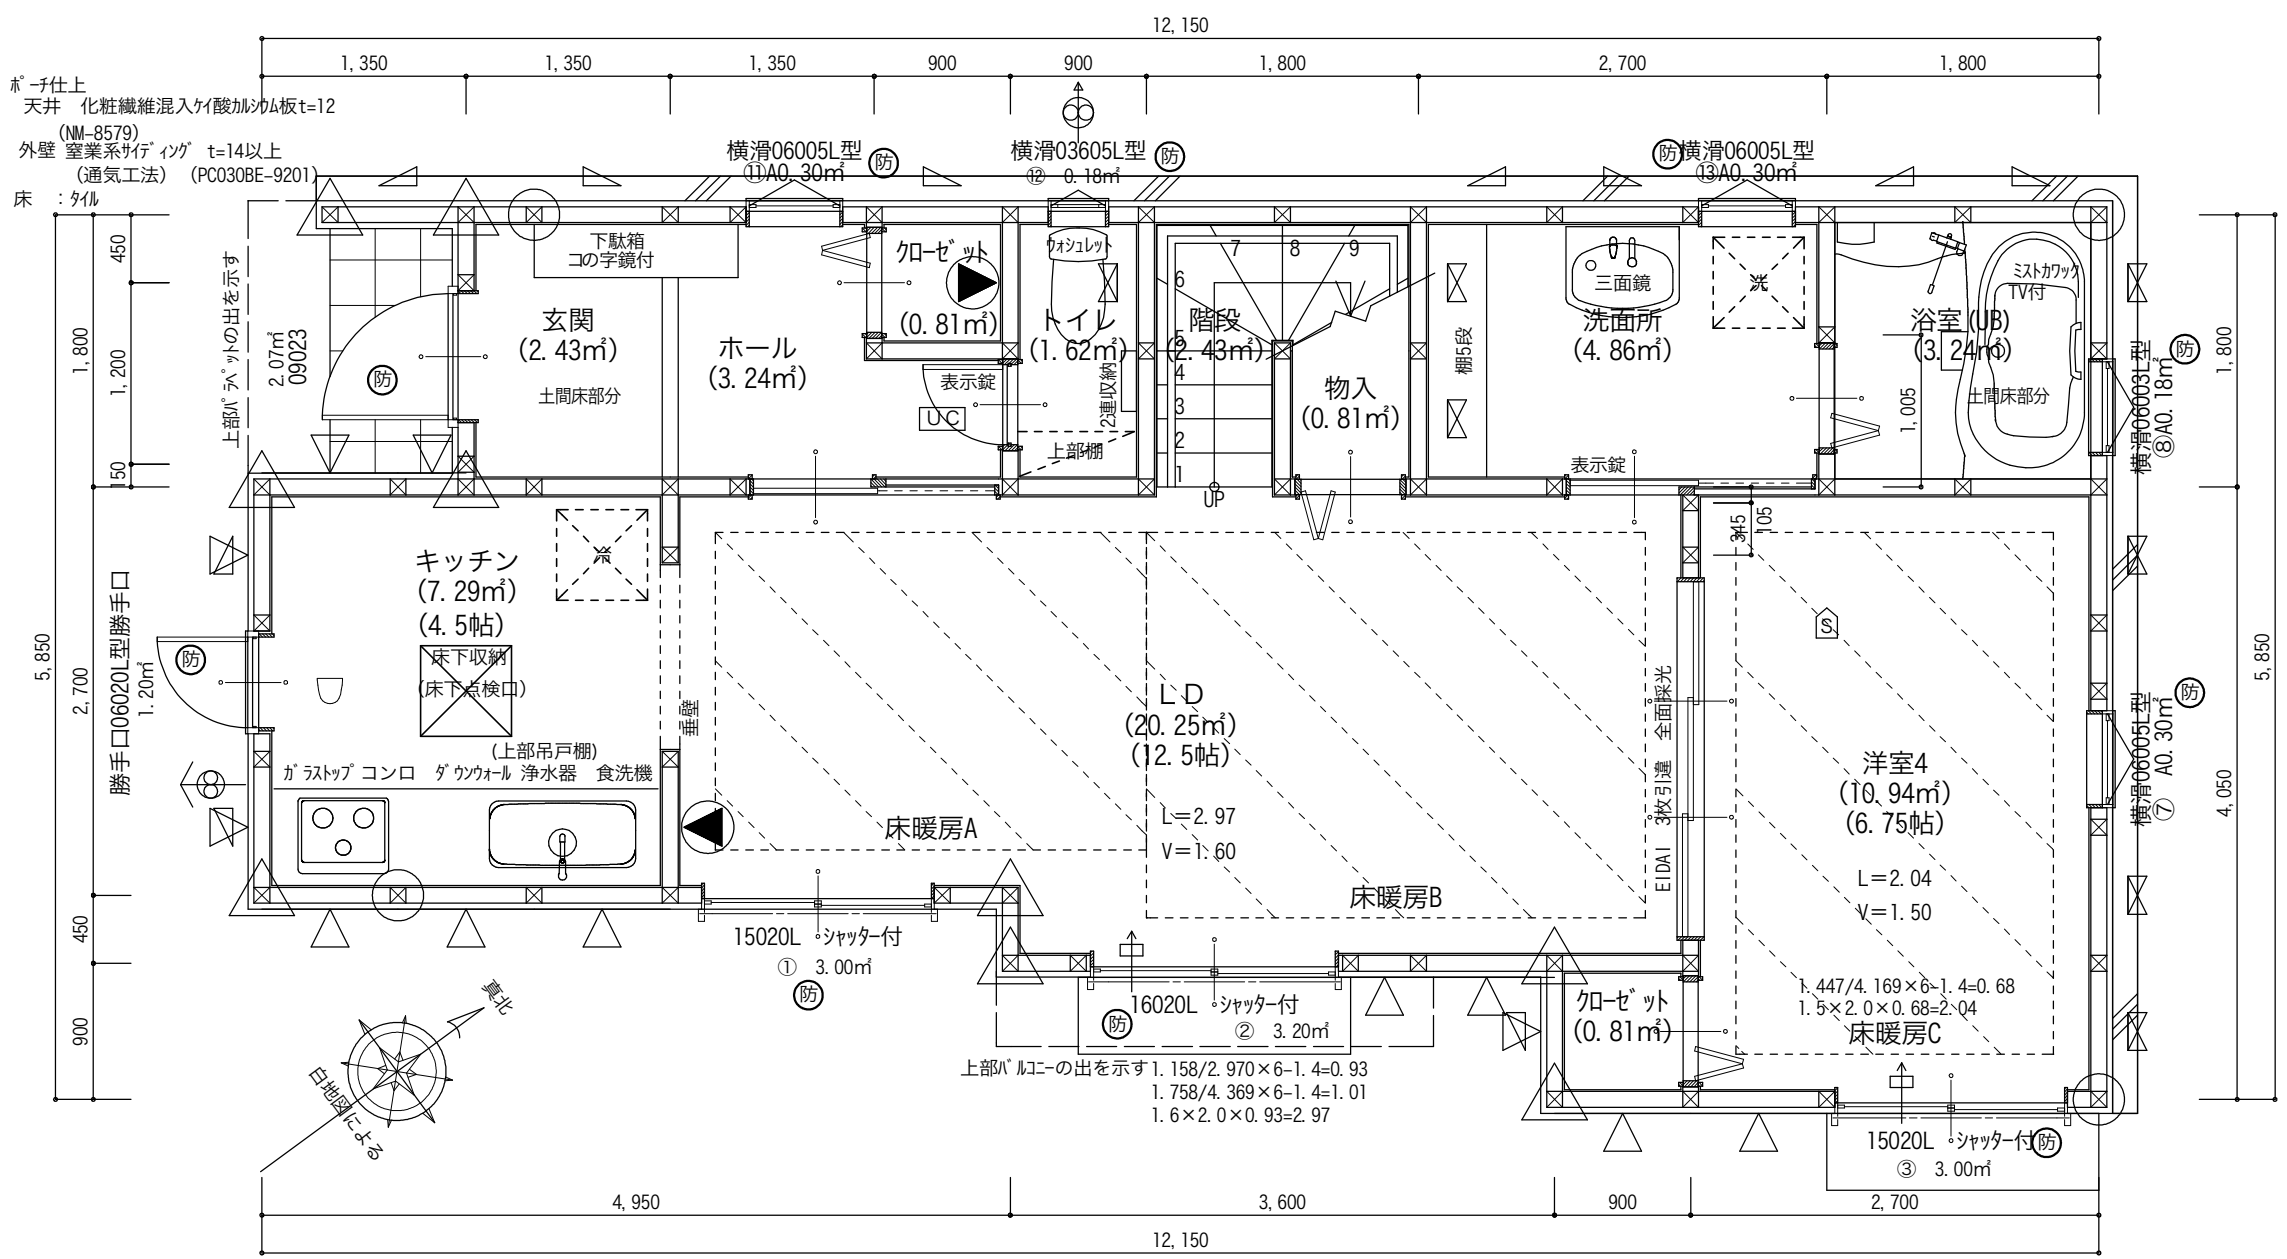 12,150
1,350
1,350
1,350
900
900
1,800
2,700
1,800
ﾎﾟｰﾁ仕上
天井 化粧繊維混入ｹｲ酸ｶﾙｼｳﾑ板t=12
(NM-8579)
外壁 窯業系ｻｲﾃﾞｨﾝｸﾞ t=14以上
(通気工法) (PC030BE-9201)
床 :ﾀｲﾙ
横滑06005L型
⑪A0.30㎡
防
横滑03605L型
⑫ 0.18㎡
防
防
横滑06005L型
⑬A0.30㎡
450
1,800
1,200
150
上部ﾊﾟﾗﾍﾟｯﾄの出を示す
2.07㎡
09023
防
下駄箱
コの字鏡付
玄関
(2.43㎡)
土間床部分
ホール
(3.24㎡)
ｸﾛｰｾﾞｯﾄ
(0.81㎡)
表示錠
UC
ｳｫｼｭﾚｯﾄ
トイレ
(1.62㎡)
2連収納
上部棚
階段
(2.43㎡)
1
2
3
4
5
6
7
8
9
UP
物入
(0.81㎡)
棚5段
三面鏡
洗面所
(4.86㎡)
洗
表示錠
浴室(UB)
(3.24㎡)
ﾐｽﾄｶﾜｯｸ
TV付
土間床部分
1,005
横滑06003L型
⑧A0.18㎡
防
1,800
345
105
キッチン
(7.29㎡)
(4.5帖)
冷
床下収納
(床下点検口)
(上部吊戸棚)
ｶﾞﾗｽﾄｯﾌﾟコンロ ﾀﾞｳﾝｳｫｰﾙ 浄水器 食洗機
垂壁
勝手口06020L型勝手口
1.20㎡
防
5,850
2,700
450
900
LD
(20.25㎡)
(12.5帖)
L=2.97
V=1.60
床暖房A
床暖房B
EIDAI 3枚引違 全面採光
S
洋室4
(10.94㎡)
(6.75帖)
L=2.04
V=1.50
1.447/4.169×6-1.4=0.68
1.5×2.0×0.68=2.04
床暖房C
横滑06005L型
⑦ A0.30㎡
防
4,050
5,850
15020L ｼｬｯﾀｰ付
① 3.00㎡
防
16020L ｼｬｯﾀｰ付
② 3.20㎡
防
ｸﾛｰｾﾞｯﾄ
(0.81㎡)
上部ﾊﾞﾙｺﾆｰの出を示す
1.158/2.970×6-1.4=0.93
1.758/4.369×6-1.4=1.01
1.6×2.0×0.93=2.97
15020L ｼｬｯﾀｰ付
防
③ 3.00㎡
真北
白地図による
4,950
3,600
900
2,700
12,150